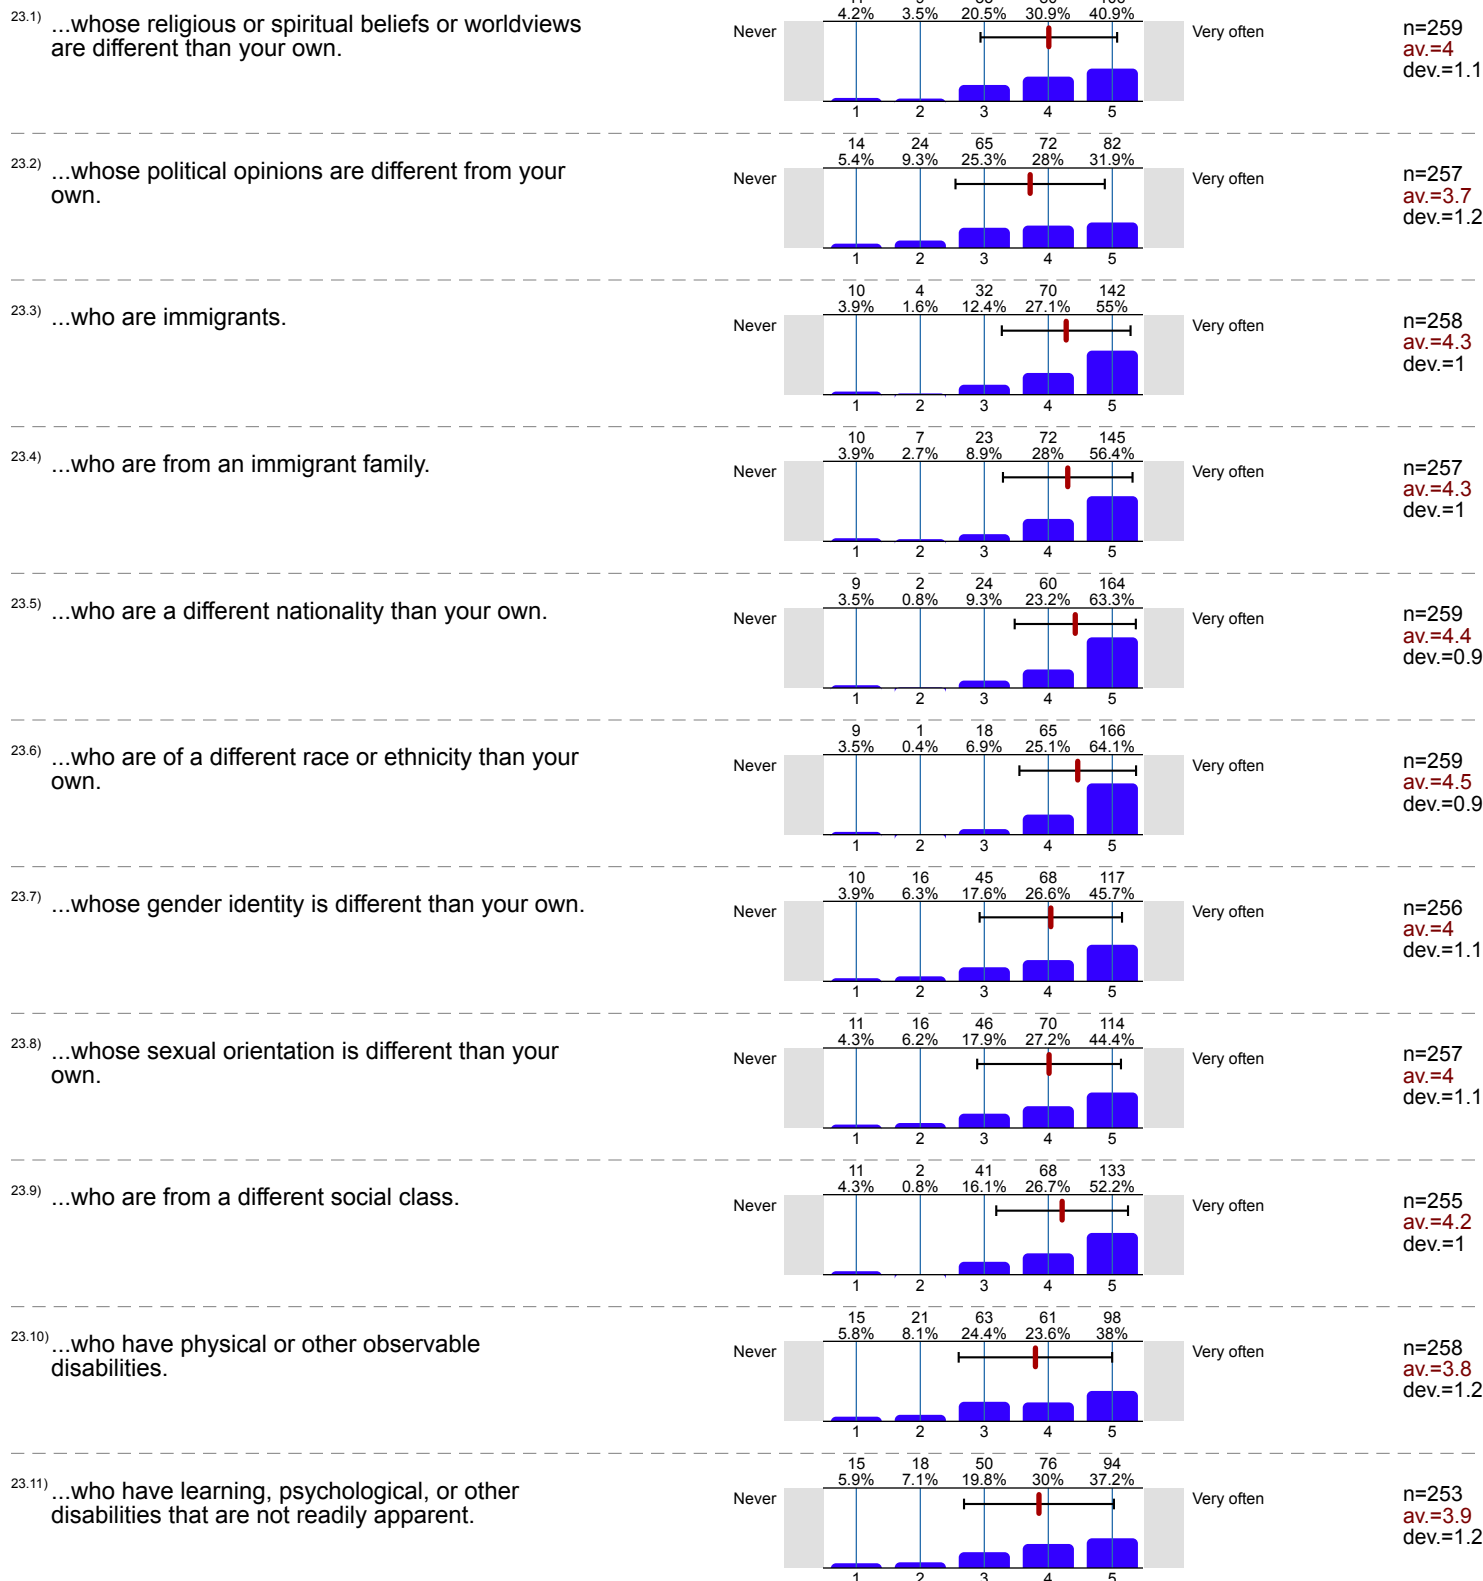 4.2% 3.5% 20.5% 30.9% 40.9%
23.1) ...whose religious or spiritual beliefs or worldviews
are different than your own.
Never Very often
n=259
av.=4
dev.=1.1
1 2 3 4 5
14 24 65 72 82
5.4% 9.3% 25.3% 28% 31.9%
23.2) ...whose political opinions are different from your
own.
Never Very often
n=257
av.=3.7
dev.=1.2
1 2 3 4 5
10 4 32 70 142
3.9% 1.6% 12.4% 27.1% 55%
23.3) ...who are immigrants.
Never Very often
n=258
av.=4.3
dev.=1
1 2 3 4 5
10 7 23 72 145
3.9% 2.7% 8.9% 28% 56.4%
23.4) ...who are from an immigrant family.
Never Very often
n=257
av.=4.3
dev.=1
1 2 3 4 5
9 2 24 60 164
3.5% 0.8% 9.3% 23.2% 63.3%
23.5) ...who are a different nationality than your own.
Never Very often
n=259
av.=4.4
dev.=0.9
1 2 3 4 5
9 1 18 65 166
3.5% 0.4% 6.9% 25.1% 64.1%
23.6) ...who are of a different race or ethnicity than your
own.
Never Very often
n=259
av.=4.5
dev.=0.9
1 2 3 4 5
10 16 45 68 117
3.9% 6.3% 17.6% 26.6% 45.7%
23.7) ...whose gender identity is different than your own.
Never Very often
n=256
av.=4
dev.=1.1
1 2 3 4 5
11 16 46 70 114
4.3% 6.2% 17.9% 27.2% 44.4%
23.8) ...whose sexual orientation is different than your
own.
Never Very often
n=257
av.=4
dev.=1.1
1 2 3 4 5
11 2 41 68 133
4.3% 0.8% 16.1% 26.7% 52.2%
23.9) ...who are from a different social class.
Never Very often
n=255
av.=4.2
dev.=1
1 2 3 4 5
15 21 63 61 98
5.8% 8.1% 24.4% 23.6% 38%
23.10) ...who have physical or other observable
disabilities.
Never Very often
n=258
av.=3.8
dev.=1.2
1 2 3 4 5
15 18 50 76 94
5.9% 7.1% 19.8% 30% 37.2%
23.11) ...who have learning, psychological, or other
disabilities that are not readily apparent.
Never Very often
n=253
av.=3.9
dev.=1.2
1 2 3 4 5